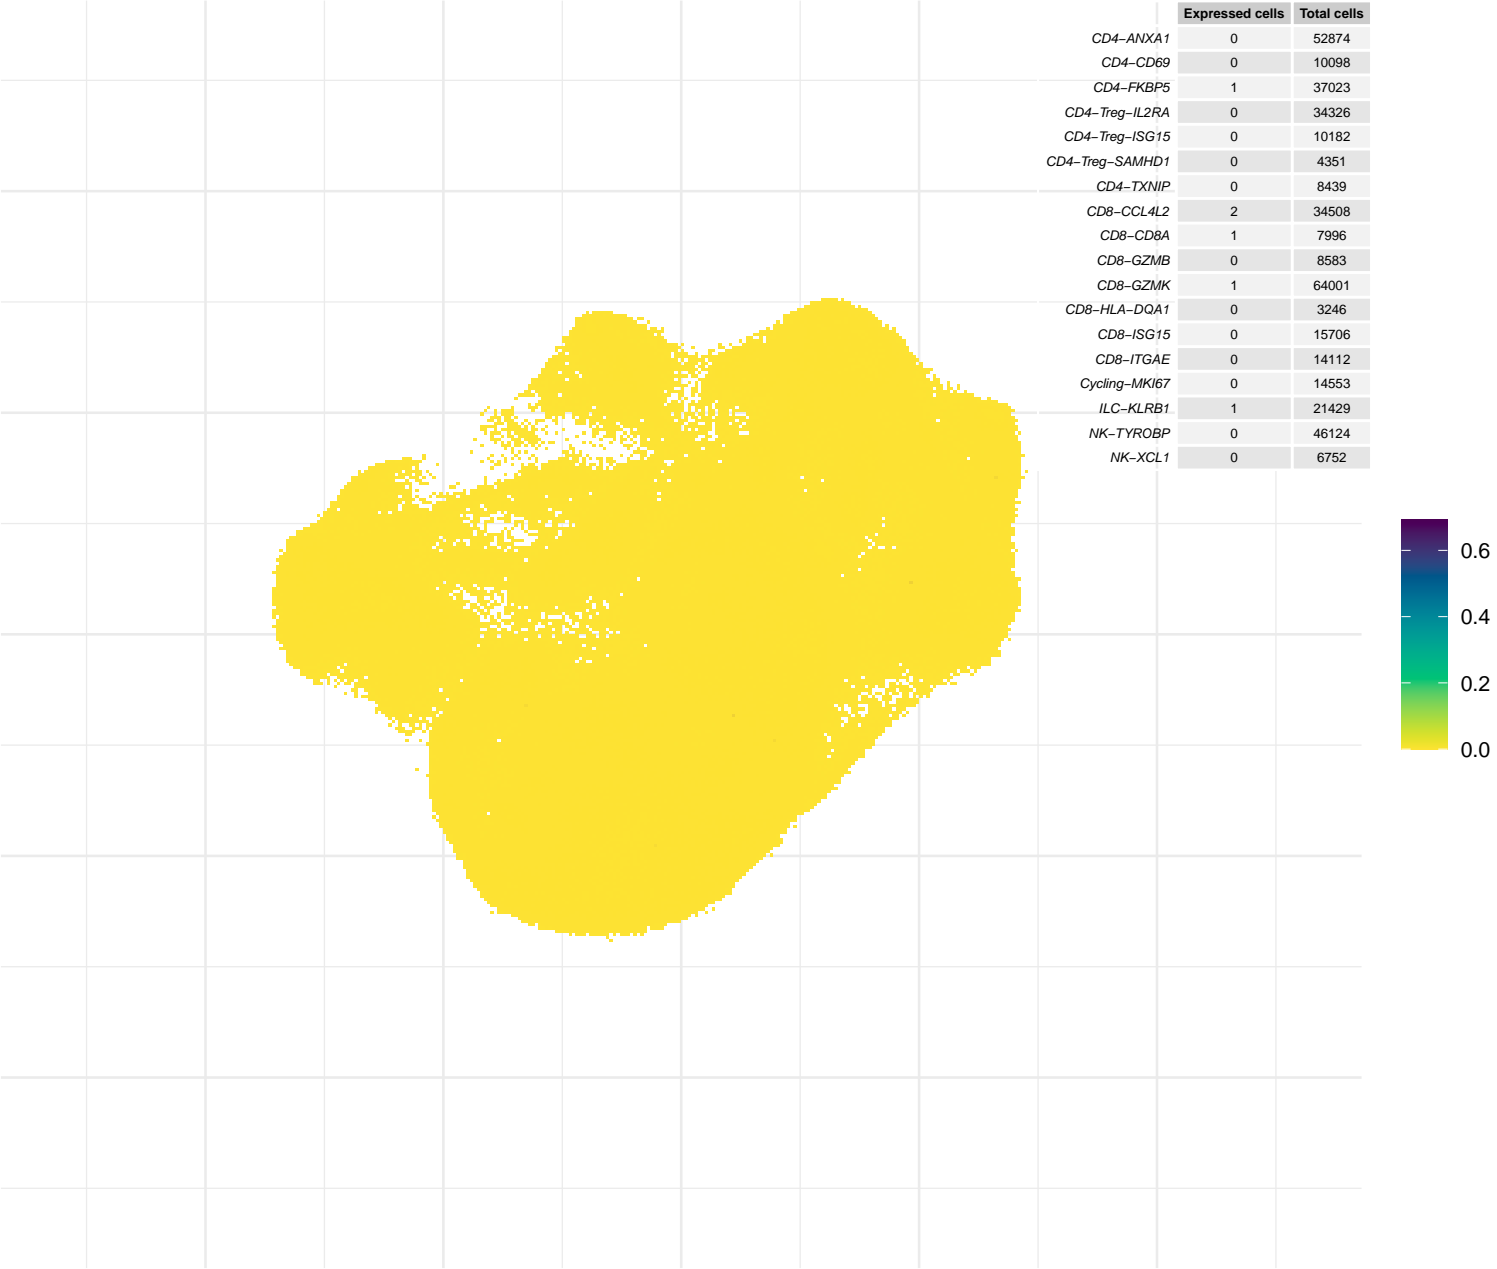 Expressed cells Total cells
CD4−ANXA1 0 52874
CD4−CD69 0 10098
CD4−FKBP5 1 37023
CD4−Treg−IL2RA 0 34326
CD4−Treg−ISG15 0 10182
CD4−Treg−SAMHD1 0 4351
CD4−TXNIP 0 8439
CD8−CCL4L2 2 34508
CD8−CD8A 1 7996
CD8−GZMB 0 8583
CD8−GZMK 1 64001
CD8−HLA−DQA1 0 3246
CD8−ISG15 0 15706
CD8−ITGAE 0 14112
Cycling−MKI67 0 14553
ILC−KLRB1 1 21429
NK−TYROBP 0 46124
NK−XCL1 0 6752
0.6
0.4
0.2
0.0